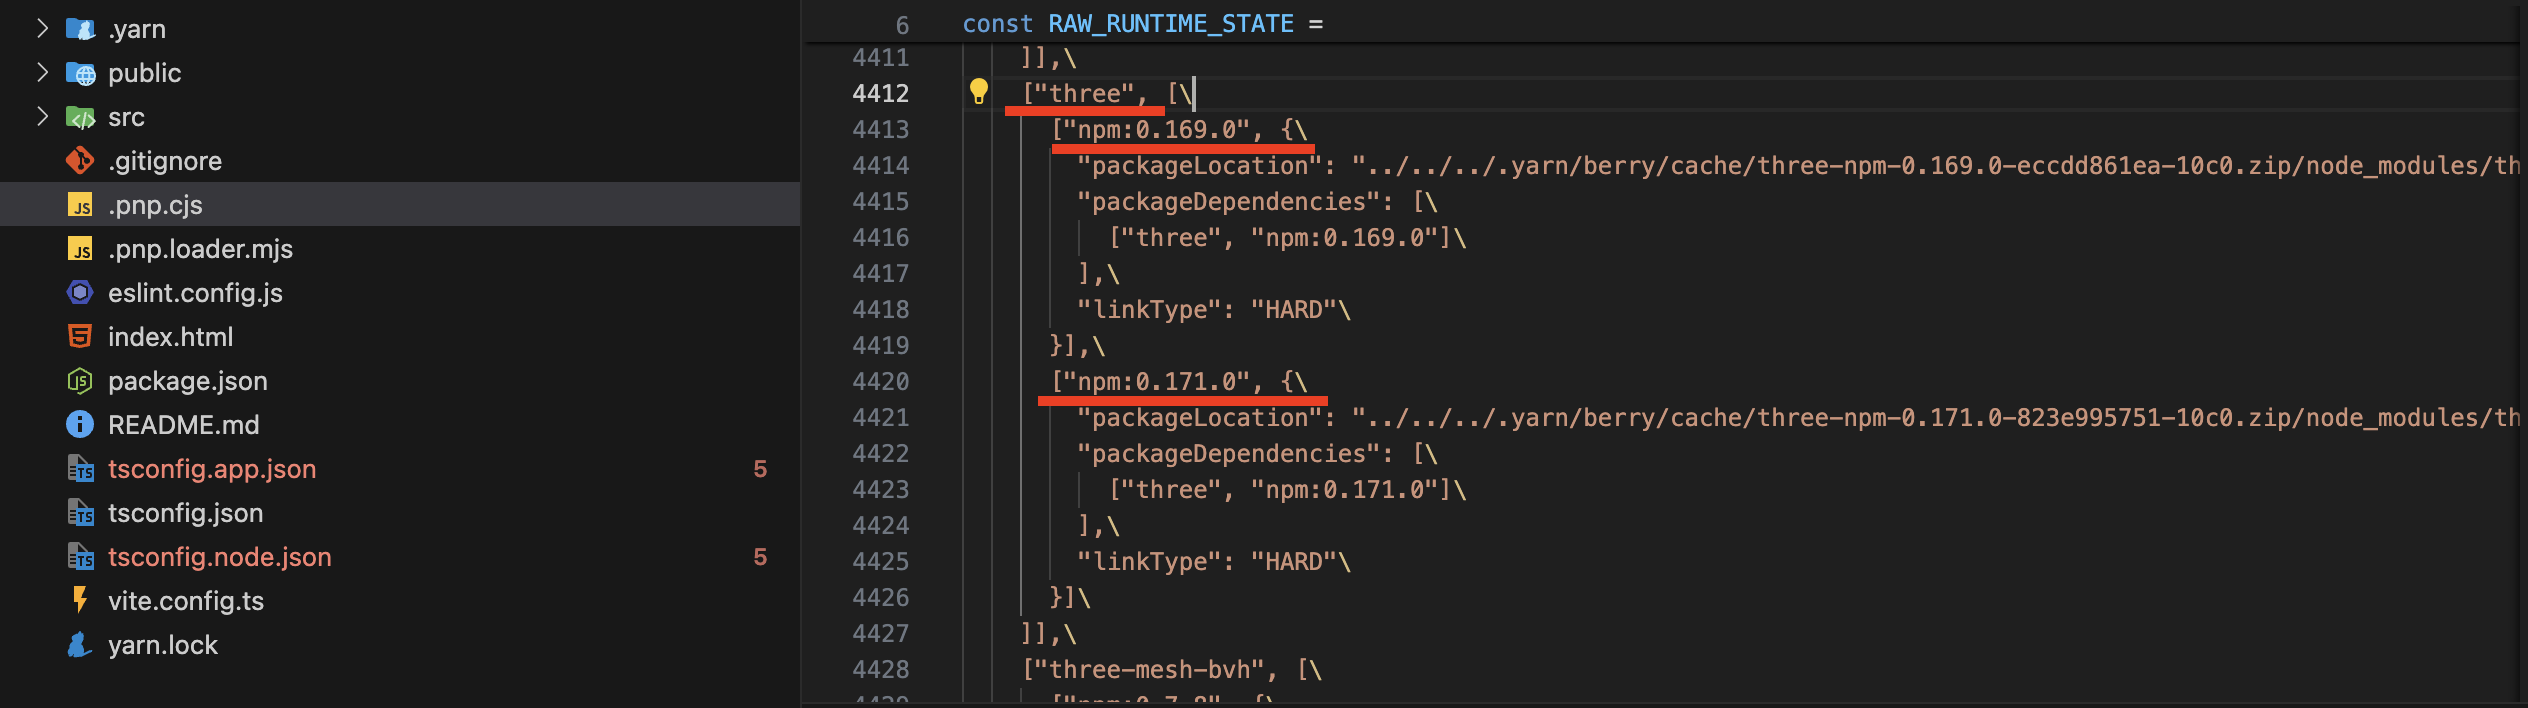 .yarn
public
src
.gitignore
.pnp.cjs
.pnp.loader.mjs
eslint.config.js
index.html
package.json
README.md
tsconfig.app.json 5
tsconfig.json
tsconfig.node.json 5
vite.config.ts
yarn.lock
6 const RAW_RUNTIME_STATE =
4411 ]],\
4412 ["three", [\
4413 ["npm:0.169.0", {\
4414 "packageLocation": "../../../.yarn/berry/cache/three-npm-0.169.0-eccdd861ea-10c0.zip/node_modules/th
4415 "packageDependencies": [\
4416 ["three", "npm:0.169.0"]\
4417 ],\
4418 "linkType": "HARD"\
4419 }],\
4420 ["npm:0.171.0", {\
4421 "packageLocation": "../../../.yarn/berry/cache/three-npm-0.171.0-823e995751-10c0.zip/node_modules/th
4422 "packageDependencies": [\
4423 ["three", "npm:0.171.0"]\
4424 ],\
4425 "linkType": "HARD"\
4426 }]\
4427 ]],\
4428 ["three-mesh-bvh", [\